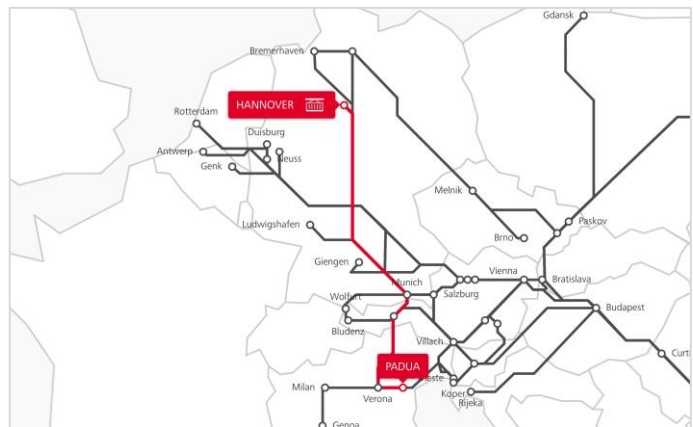 Gdansk
Bremerhaven
HANNOVER
Rotterdam
Duisburg
Antwerp
Neuss
Genk
Melnik
Paskov
Ludwigshafen
Brno
Giengen
Munich
Vienna
Bratislava
Salzburg
Wolfurt
Budapest
Bludenz
Villach
PADUA
Milan
Verona
Koper
Rijeka
Genoa